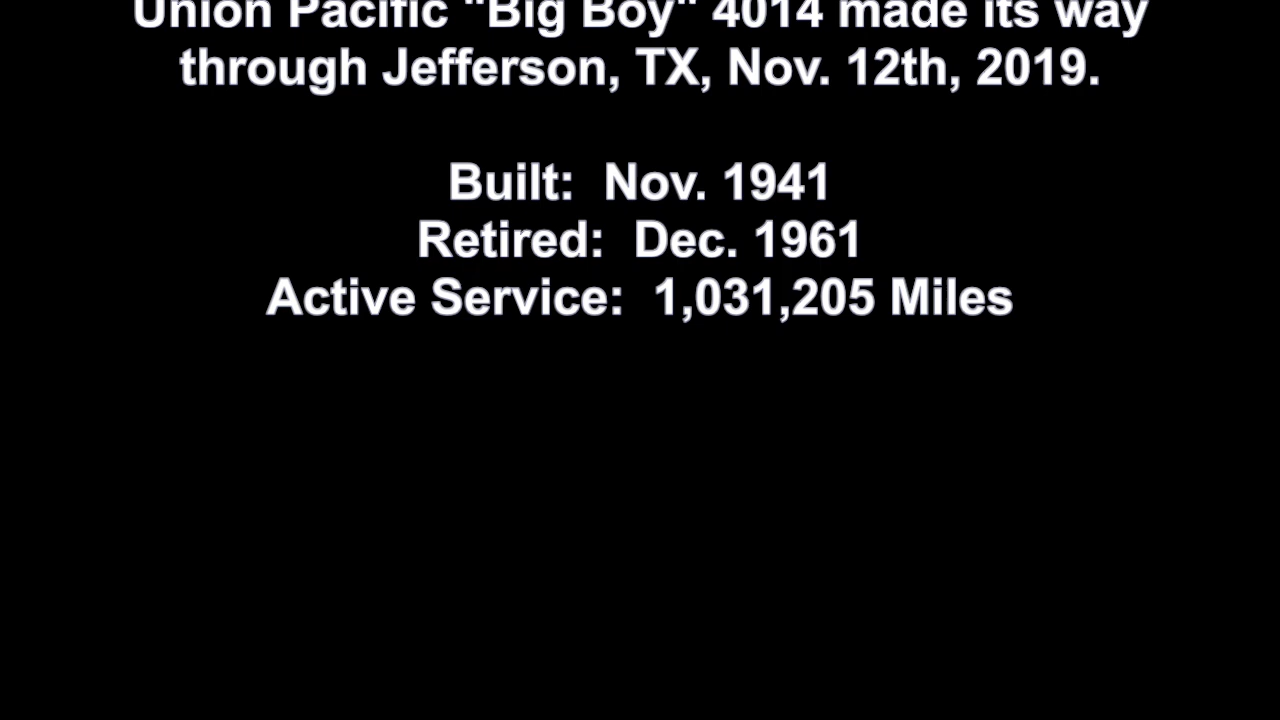 Union Pacific "Big Boy" 4014 made its way
through Jefferson, TX, Nov. 12th, 2019.
Built: Nov. 1941
Retired: Dec. 1961
Active Service: 1,031,205 Miles